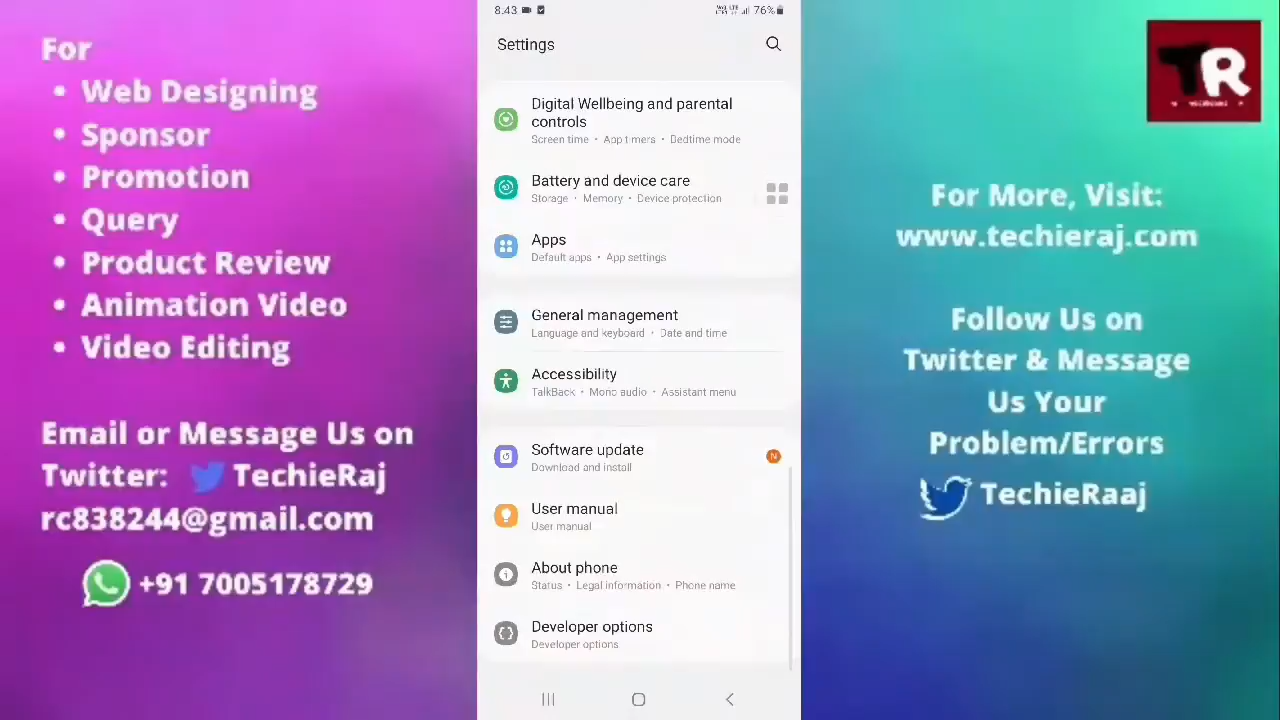 For
• Web Designing
• Sponsor
• Promotion
• Query
• Product Review
• Animation Video
• Video Editing
Email or Message Us on
Twitter: TechieRaj
rc838244@gmail.com
+91 7005178729
8.43
76%
Settings
Digital Wellbeing and parental
controls
Screen time • App timers • Bedtime mode
Battery and device care
Storage • Memory • Device protection
Apps
Default apps • App settings
General management
Language and keyboard • Date and time
Accessibility
TalkBack • Mono audio • Assistant menu
Software update
N
Download and install
User manual
User manual
About phone
Status • Legal information • Phone name
Developer options
Developer options
TR
For More, Visit:
www.techieraj.com
Follow Us on
Twitter & Message
Us Your
Problem/Errors
TechieRaaj